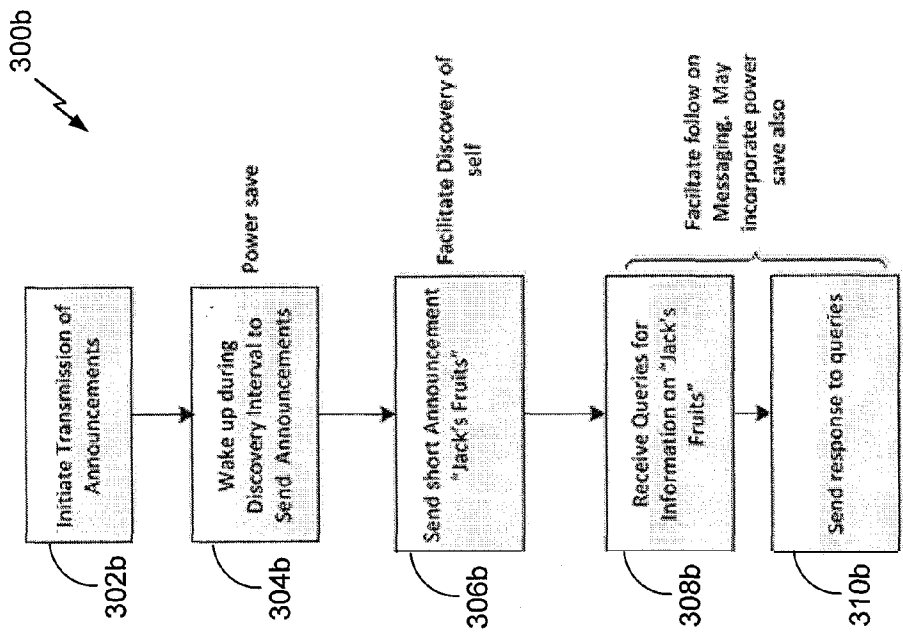 300b
Initiate Transmission of
Announcements
302b
Wake up during
Discovery Interval to
Send Announcements
304b
Power save
Send short Announcement
"Jack's Fruits"
306b
Facilitate Discovery of
self
Receive Queries for
Information on "Jack's
Fruits"
308b
Send response to queries
310b
Facilitate follow on
Messaging. May
incorporate power
save also